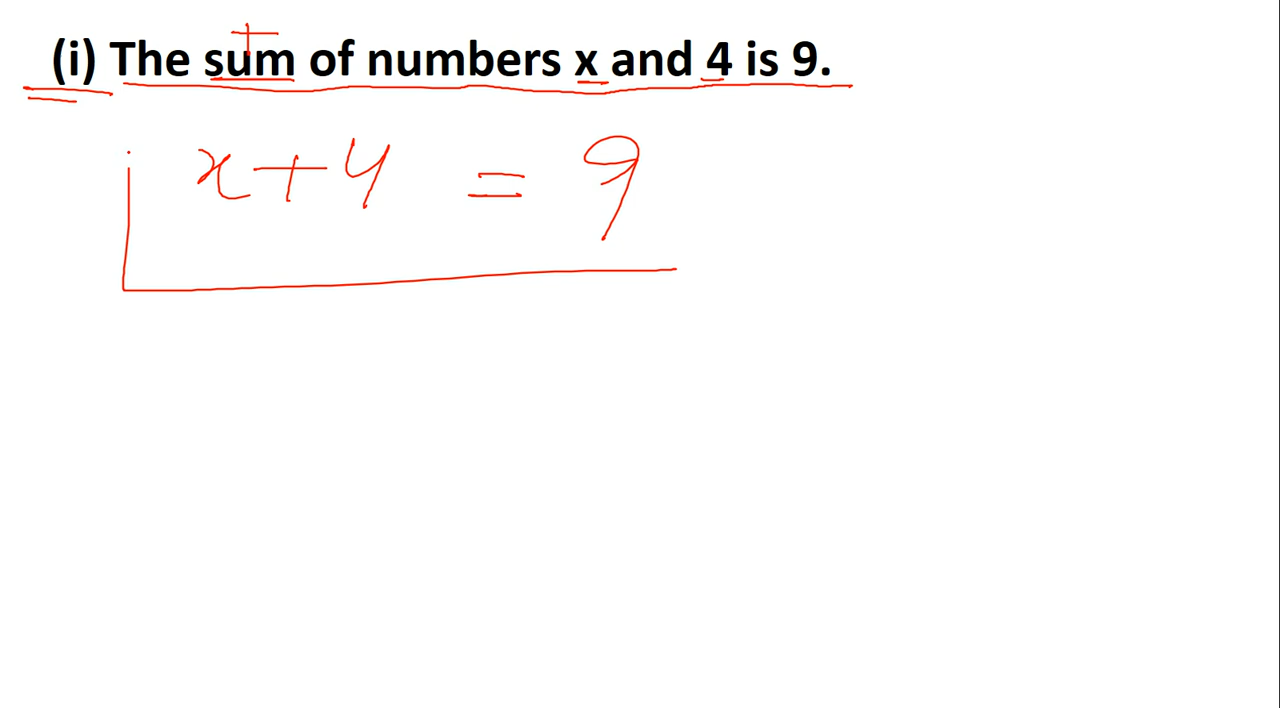 (i) The sum of numbers x and 4 is 9.
x + 4 = 9